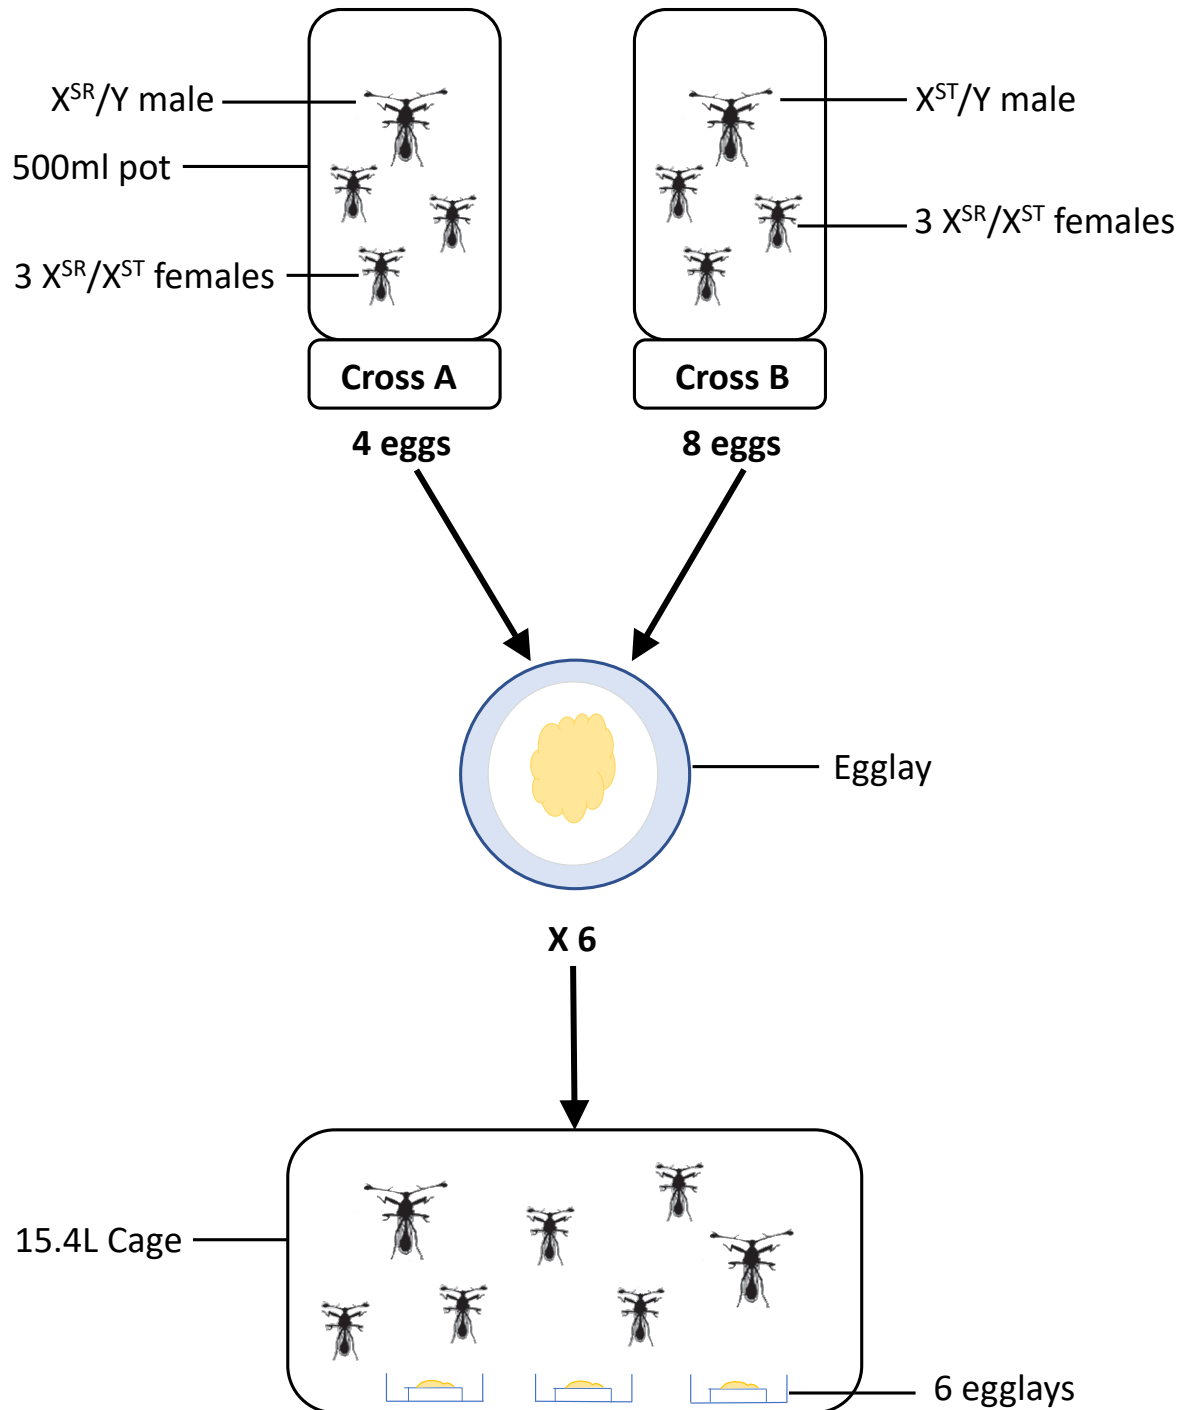 X^SR/Y male
500ml pot
3 X^SR/X^ST females
X^ST/Y male
3 X^SR/X^ST females
Cross A
Cross B
4 eggs
8 eggs
Egglay
X 6
15.4L Cage
6 egglays